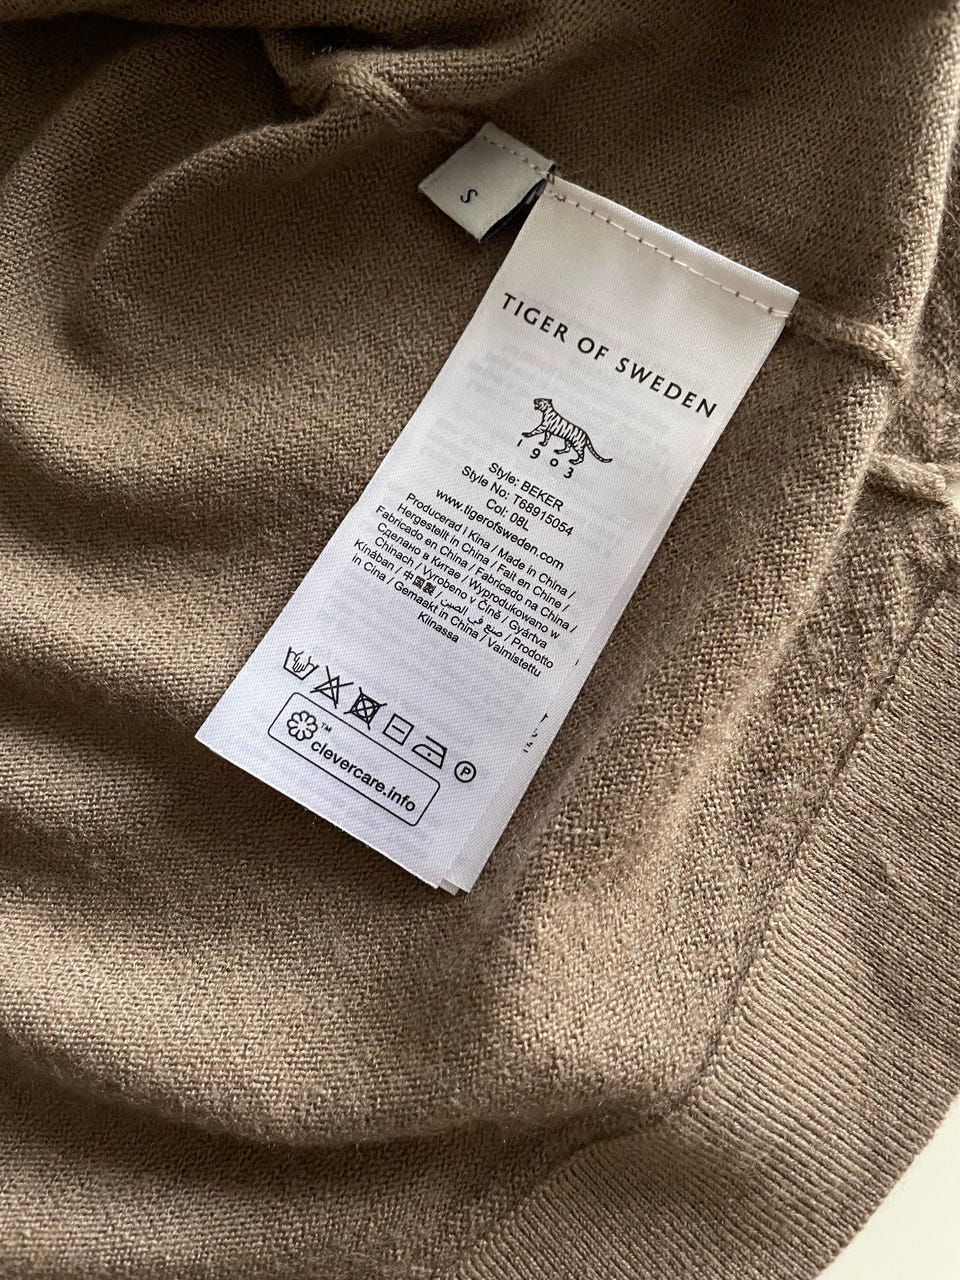 S
TIGER OF SWEDEN
1903
Style: BEKER
Style No: T68915054
Col: 08L
www.tigerofsweden.com
Producerad i Kina / Made in China /
Hergestellt in China / Fait en Chine /
Fabricado en China / Fabricado na China /
Сделано в Китае / Wyprodukowano w
Chinach / Vyrobeno v Číně / Gyártva
Kínában / 中国製 / صنع في الصين / Prodotto
in Cina / Gemaakt in China / Valmistettu
Kiinassa
P
™
clevercare.info